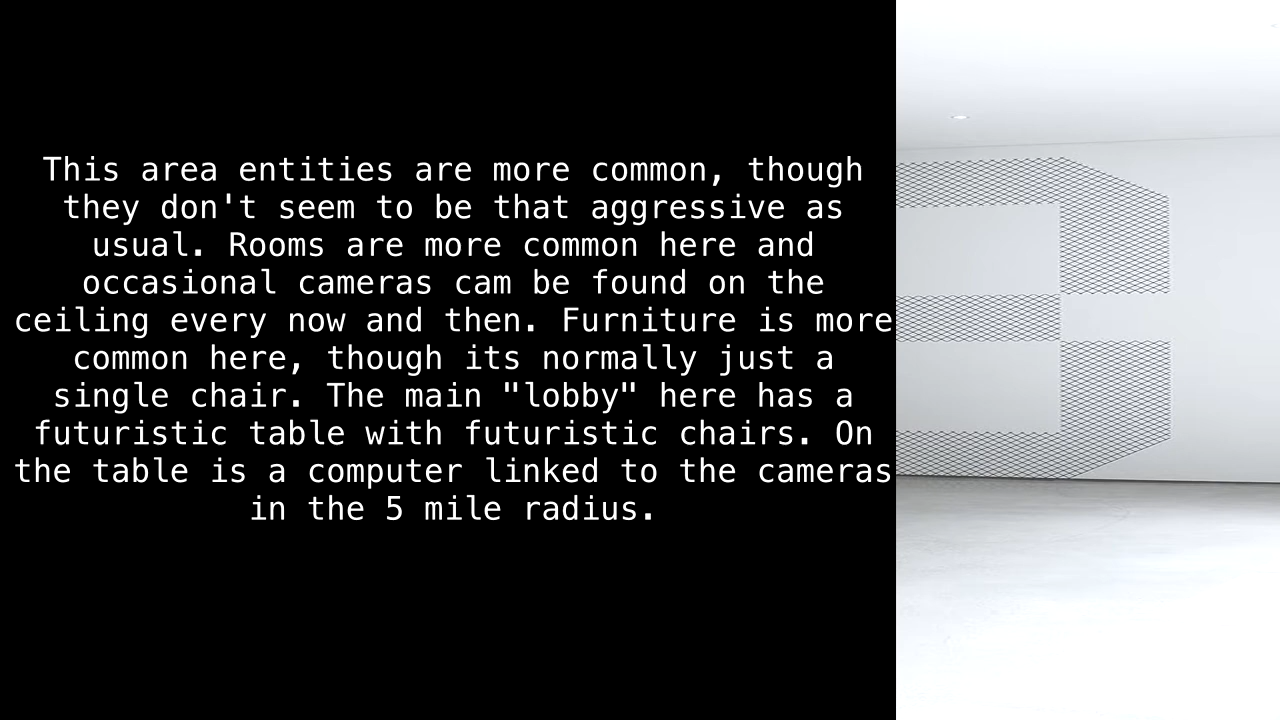 This area entities are more common, though
they don't seem to be that aggressive as
usual. Rooms are more common here and
occasional cameras cam be found on the
ceiling every now and then. Furniture is more
common here, though its normally just a
single chair. The main "lobby" here has a
futuristic table with futuristic chairs. On
the table is a computer linked to the cameras
in the 5 mile radius.